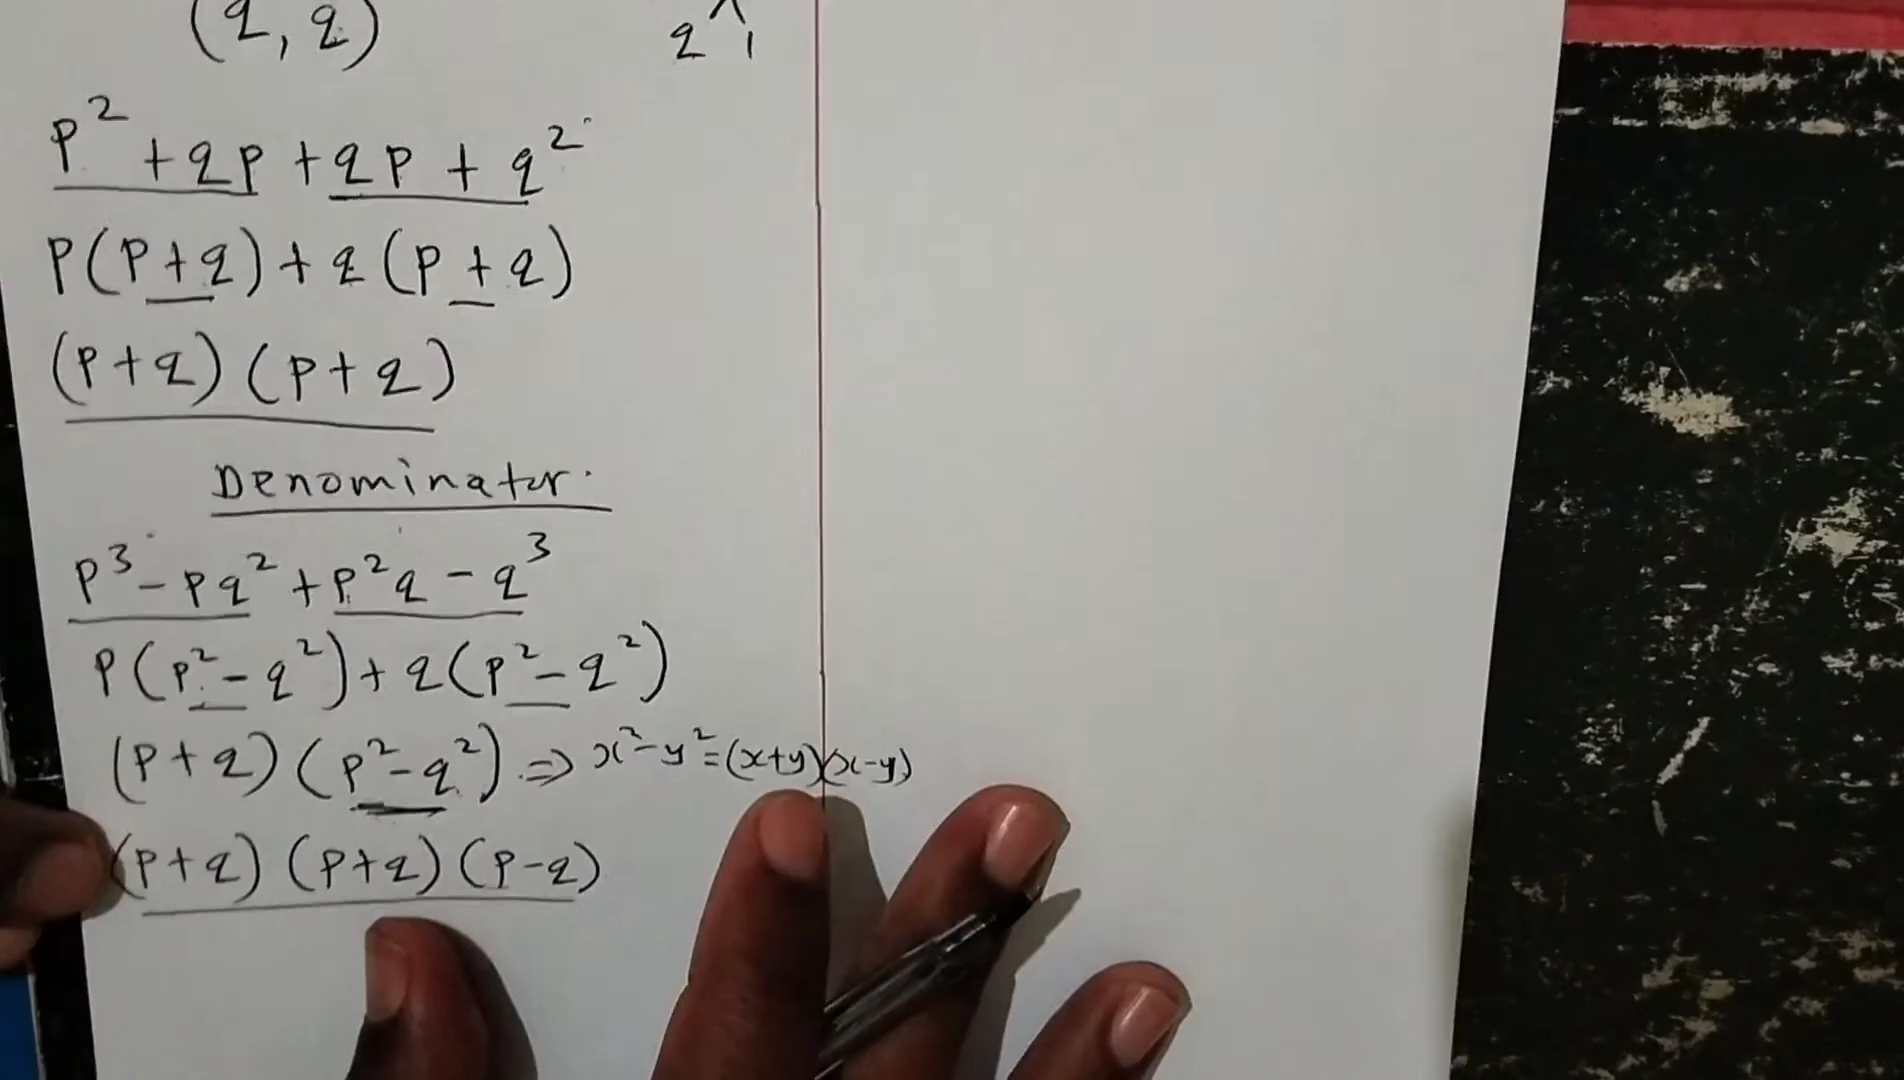 (q, q)
q 1
p² + qp + qp + q²
p(p+q) + q(p+q)
(p+q)(p+q)
Denominator.
p³ - pq² + p²q - q³
p(p² - q²) + q(p² - q²)
(p+q)(p² - q²) ⇒ x² - y² = (x+y)(x-y)
(p+q)(p+q)(p-q)